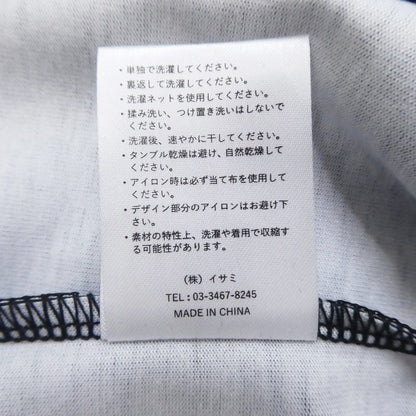 ・単独で洗濯してください。
・裏返して洗濯してください。
・洗濯ネットを使用してください。
・揉み洗い、つけ置き洗いはしないで
ください。
・洗濯後、速やかに干してください。
・タンブル乾燥は避け、自然乾燥して
ください。
・アイロン時は必ず当て布を使用して
ください。
・デザイン部分のアイロンはお避け下
さい。
・素材の特性上、洗濯や着用で収縮す
る可能性があります。
（株）イサミ
TEL : 03-3467-8245
MADE IN CHINA